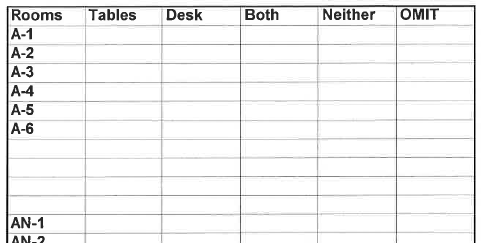 Rooms Tables Desk Both Neither OMIT
A-1
A-2
A-3
A-4
A-5
A-6
AN-1
AN-2